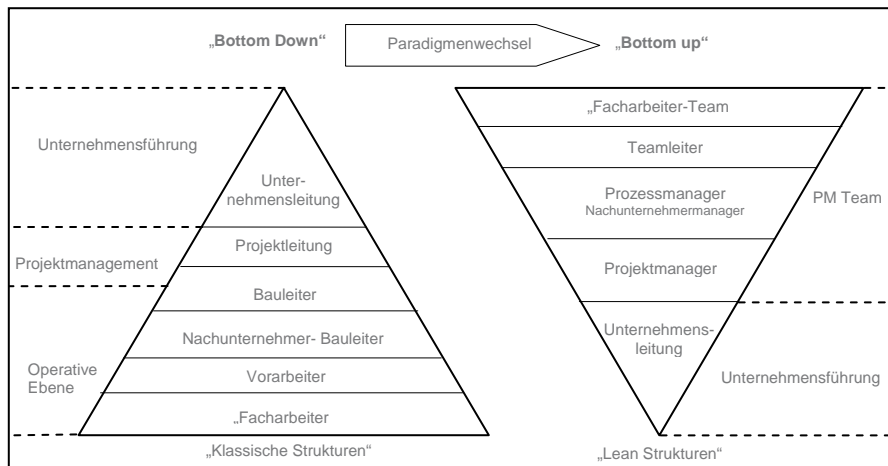 „Bottom Down“
Paradigmenwechsel
„Bottom up“
Unternehmensführung
Projektmanagement
Operative
Ebene
Unter-
nehmensleitung
Projektleitung
Bauleiter
Nachunternehmer- Bauleiter
Vorarbeiter
„Facharbeiter
„Klassische Strukturen“
„Facharbeiter-Team
Teamleiter
Prozessmanager
Nachunternehmermanager
Projektmanager
Unternehmens-
leitung
„Lean Strukturen“
PM Team
Unternehmensführung